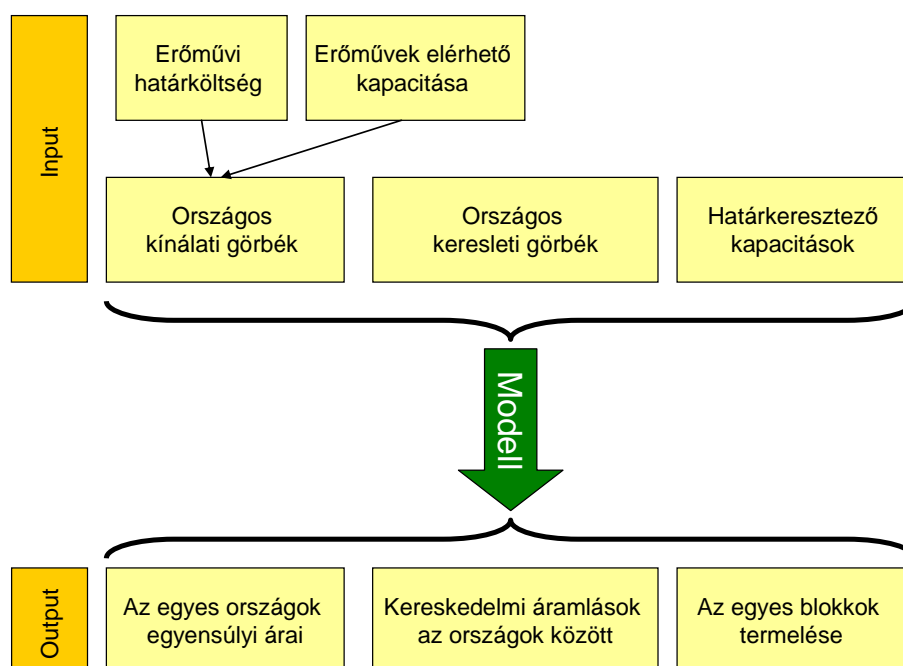 Input
Erőművi
határköltség
Erőművek elérhető
kapacitása
Országos
kínálati görbék
Országos
keresleti görbék
Határkeresztező
kapacitások
Modell
Output
Az egyes országok
egyensúlyi árai
Kereskedelmi áramlások
az országok között
Az egyes blokkok
termelése